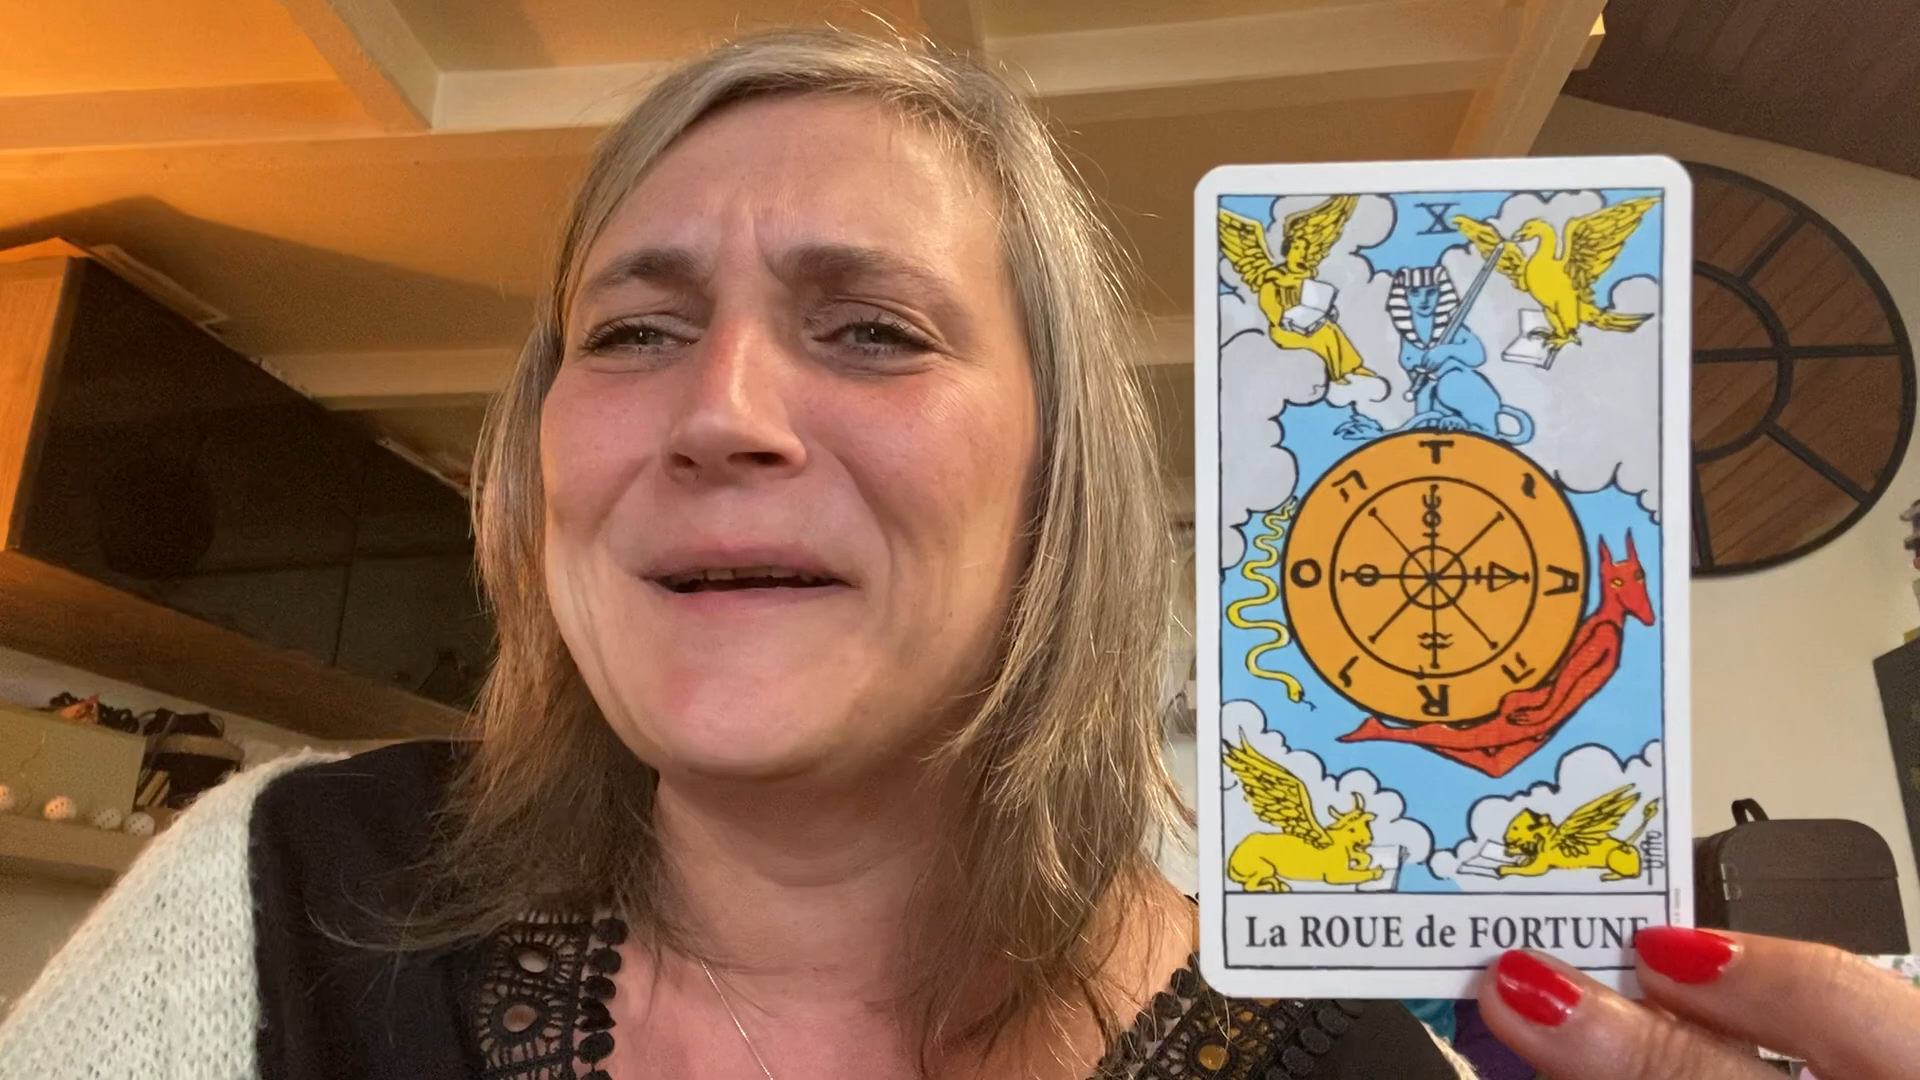 X
T
י
ה
O
A
ה
ו
R
La ROUE de FORTUNE